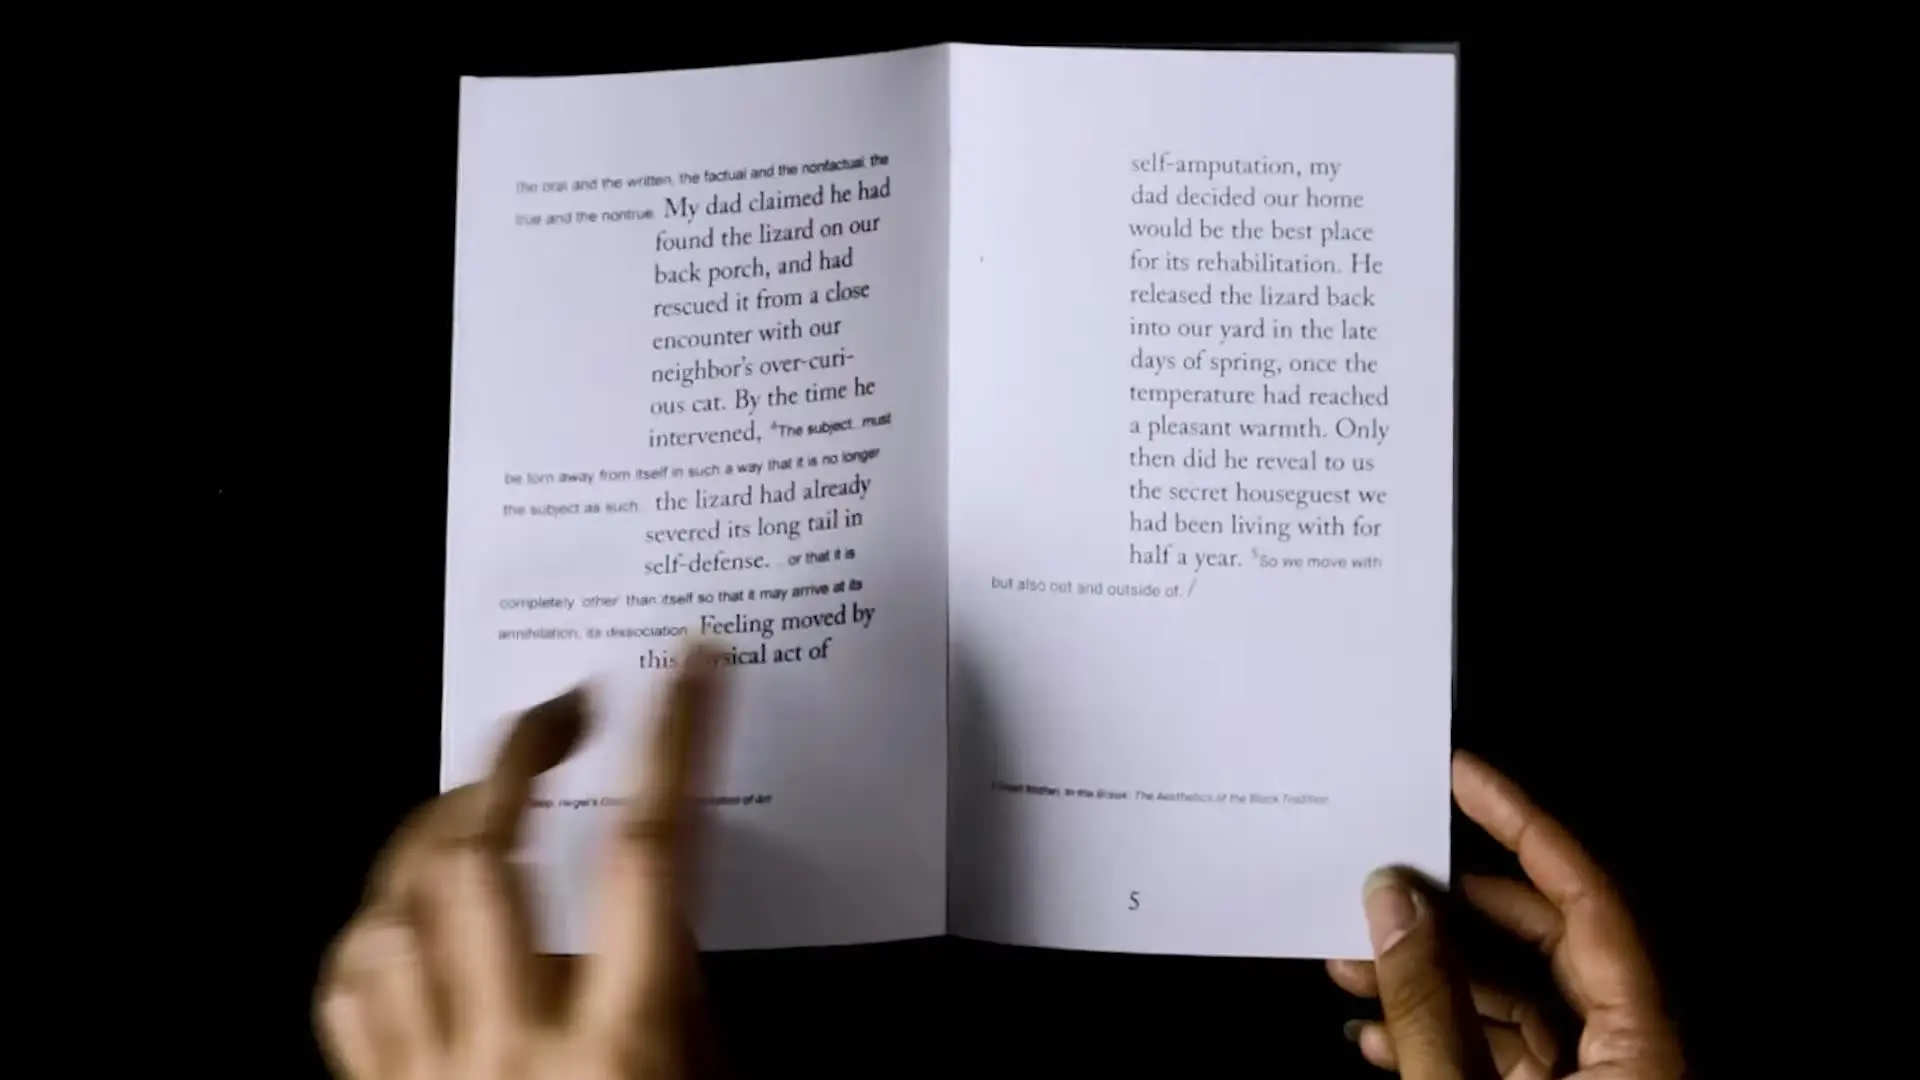 the oral and the written, the factual and the nonfactual, the
true and the nontrue. My dad claimed he had
found the lizard on our
back porch, and had
rescued it from a close
encounter with our
neighbor's over-curi-
ous cat. By the time he
intervened, ⁴The subject... must
be torn away from itself in such a way that it is no longer
the subject as such... the lizard had already
severed its long tail in
self-defense. ...or that it is
completely 'other' than itself so that it may arrive at its
annihilation, its dissociation. Feeling moved by
this physical act of
Hegel's of Art
self-amputation, my
dad decided our home
would be the best place
for its rehabilitation. He
released the lizard back
into our yard in the late
days of spring, once the
temperature had reached
a pleasant warmth. Only
then did he reveal to us
the secret houseguest we
had been living with for
half a year. ⁵So we move with
but also out and outside of. /
In the Break: The Aesthetics of the Black Tradition
5